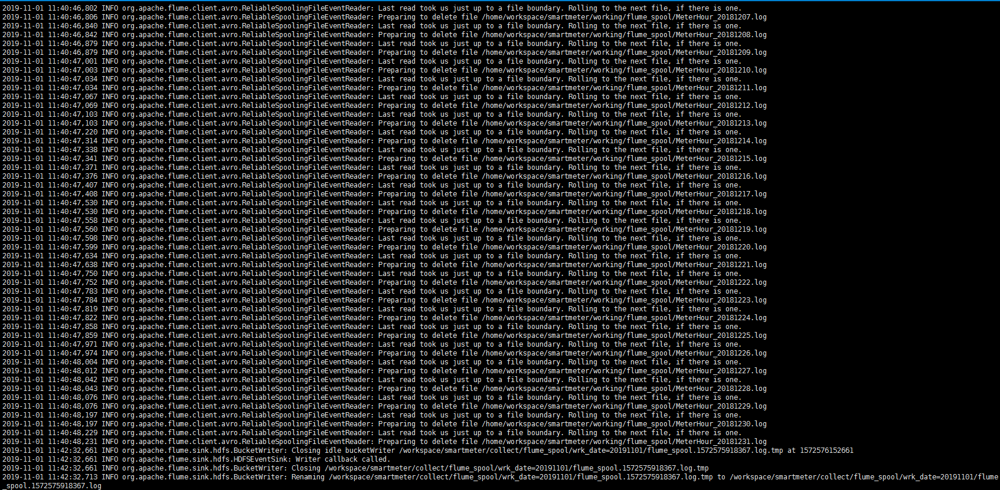 2019-11-01 11:40:46,802 INFO org.apache.flume.client.avro.ReliableSpoolingFileEventReader: Last read took us just up to a file boundary. Rolling to the next file, if there is one.
2019-11-01 11:40:46,806 INFO org.apache.flume.client.avro.ReliableSpoolingFileEventReader: Preparing to delete file /home/workspace/smartmeter/working/flume_spool/MeterHour_20181207.log
2019-11-01 11:40:46,840 INFO org.apache.flume.client.avro.ReliableSpoolingFileEventReader: Last read took us just up to a file boundary. Rolling to the next file, if there is one.
2019-11-01 11:40:46,842 INFO org.apache.flume.client.avro.ReliableSpoolingFileEventReader: Preparing to delete file /home/workspace/smartmeter/working/flume_spool/MeterHour_20181208.log
2019-11-01 11:40:46,879 INFO org.apache.flume.client.avro.ReliableSpoolingFileEventReader: Last read took us just up to a file boundary. Rolling to the next file, if there is one.
2019-11-01 11:40:46,879 INFO org.apache.flume.client.avro.ReliableSpoolingFileEventReader: Preparing to delete file /home/workspace/smartmeter/working/flume_spool/MeterHour_20181209.log
2019-11-01 11:40:47,001 INFO org.apache.flume.client.avro.ReliableSpoolingFileEventReader: Last read took us just up to a file boundary. Rolling to the next file, if there is one.
2019-11-01 11:40:47,003 INFO org.apache.flume.client.avro.ReliableSpoolingFileEventReader: Preparing to delete file /home/workspace/smartmeter/working/flume_spool/MeterHour_20181210.log
2019-11-01 11:40:47,034 INFO org.apache.flume.client.avro.ReliableSpoolingFileEventReader: Last read took us just up to a file boundary. Rolling to the next file, if there is one.
2019-11-01 11:40:47,034 INFO org.apache.flume.client.avro.ReliableSpoolingFileEventReader: Preparing to delete file /home/workspace/smartmeter/working/flume_spool/MeterHour_20181211.log
2019-11-01 11:40:47,067 INFO org.apache.flume.client.avro.ReliableSpoolingFileEventReader: Last read took us just up to a file boundary. Rolling to the next file, if there is one.
2019-11-01 11:40:47,069 INFO org.apache.flume.client.avro.ReliableSpoolingFileEventReader: Preparing to delete file /home/workspace/smartmeter/working/flume_spool/MeterHour_20181212.log
2019-11-01 11:40:47,103 INFO org.apache.flume.client.avro.ReliableSpoolingFileEventReader: Last read took us just up to a file boundary. Rolling to the next file, if there is one.
2019-11-01 11:40:47,103 INFO org.apache.flume.client.avro.ReliableSpoolingFileEventReader: Preparing to delete file /home/workspace/smartmeter/working/flume_spool/MeterHour_20181213.log
2019-11-01 11:40:47,220 INFO org.apache.flume.client.avro.ReliableSpoolingFileEventReader: Last read took us just up to a file boundary. Rolling to the next file, if there is one.
2019-11-01 11:40:47,314 INFO org.apache.flume.client.avro.ReliableSpoolingFileEventReader: Preparing to delete file /home/workspace/smartmeter/working/flume_spool/MeterHour_20181214.log
2019-11-01 11:40:47,338 INFO org.apache.flume.client.avro.ReliableSpoolingFileEventReader: Last read took us just up to a file boundary. Rolling to the next file, if there is one.
2019-11-01 11:40:47,341 INFO org.apache.flume.client.avro.ReliableSpoolingFileEventReader: Preparing to delete file /home/workspace/smartmeter/working/flume_spool/MeterHour_20181215.log
2019-11-01 11:40:47,371 INFO org.apache.flume.client.avro.ReliableSpoolingFileEventReader: Last read took us just up to a file boundary. Rolling to the next file, if there is one.
2019-11-01 11:40:47,376 INFO org.apache.flume.client.avro.ReliableSpoolingFileEventReader: Preparing to delete file /home/workspace/smartmeter/working/flume_spool/MeterHour_20181216.log
2019-11-01 11:40:47,407 INFO org.apache.flume.client.avro.ReliableSpoolingFileEventReader: Last read took us just up to a file boundary. Rolling to the next file, if there is one.
2019-11-01 11:40:47,408 INFO org.apache.flume.client.avro.ReliableSpoolingFileEventReader: Preparing to delete file /home/workspace/smartmeter/working/flume_spool/MeterHour_20181217.log
2019-11-01 11:40:47,530 INFO org.apache.flume.client.avro.ReliableSpoolingFileEventReader: Last read took us just up to a file boundary. Rolling to the next file, if there is one.
2019-11-01 11:40:47,530 INFO org.apache.flume.client.avro.ReliableSpoolingFileEventReader: Preparing to delete file /home/workspace/smartmeter/working/flume_spool/MeterHour_20181218.log
2019-11-01 11:40:47,558 INFO org.apache.flume.client.avro.ReliableSpoolingFileEventReader: Last read took us just up to a file boundary. Rolling to the next file, if there is one.
2019-11-01 11:40:47,560 INFO org.apache.flume.client.avro.ReliableSpoolingFileEventReader: Preparing to delete file /home/workspace/smartmeter/working/flume_spool/MeterHour_20181219.log
2019-11-01 11:40:47,598 INFO org.apache.flume.client.avro.ReliableSpoolingFileEventReader: Last read took us just up to a file boundary. Rolling to the next file, if there is one.
2019-11-01 11:40:47,599 INFO org.apache.flume.client.avro.ReliableSpoolingFileEventReader: Preparing to delete file /home/workspace/smartmeter/working/flume_spool/MeterHour_20181220.log
2019-11-01 11:40:47,634 INFO org.apache.flume.client.avro.ReliableSpoolingFileEventReader: Last read took us just up to a file boundary. Rolling to the next file, if there is one.
2019-11-01 11:40:47,638 INFO org.apache.flume.client.avro.ReliableSpoolingFileEventReader: Preparing to delete file /home/workspace/smartmeter/working/flume_spool/MeterHour_20181221.log
2019-11-01 11:40:47,750 INFO org.apache.flume.client.avro.ReliableSpoolingFileEventReader: Last read took us just up to a file boundary. Rolling to the next file, if there is one.
2019-11-01 11:40:47,752 INFO org.apache.flume.client.avro.ReliableSpoolingFileEventReader: Preparing to delete file /home/workspace/smartmeter/working/flume_spool/MeterHour_20181222.log
2019-11-01 11:40:47,783 INFO org.apache.flume.client.avro.ReliableSpoolingFileEventReader: Last read took us just up to a file boundary. Rolling to the next file, if there is one.
2019-11-01 11:40:47,784 INFO org.apache.flume.client.avro.ReliableSpoolingFileEventReader: Preparing to delete file /home/workspace/smartmeter/working/flume_spool/MeterHour_20181223.log
2019-11-01 11:40:47,819 INFO org.apache.flume.client.avro.ReliableSpoolingFileEventReader: Last read took us just up to a file boundary. Rolling to the next file, if there is one.
2019-11-01 11:40:47,822 INFO org.apache.flume.client.avro.ReliableSpoolingFileEventReader: Preparing to delete file /home/workspace/smartmeter/working/flume_spool/MeterHour_20181224.log
2019-11-01 11:40:47,858 INFO org.apache.flume.client.avro.ReliableSpoolingFileEventReader: Last read took us just up to a file boundary. Rolling to the next file, if there is one.
2019-11-01 11:40:47,859 INFO org.apache.flume.client.avro.ReliableSpoolingFileEventReader: Preparing to delete file /home/workspace/smartmeter/working/flume_spool/MeterHour_20181225.log
2019-11-01 11:40:47,971 INFO org.apache.flume.client.avro.ReliableSpoolingFileEventReader: Last read took us just up to a file boundary. Rolling to the next file, if there is one.
2019-11-01 11:40:47,974 INFO org.apache.flume.client.avro.ReliableSpoolingFileEventReader: Preparing to delete file /home/workspace/smartmeter/working/flume_spool/MeterHour_20181226.log
2019-11-01 11:40:48,004 INFO org.apache.flume.client.avro.ReliableSpoolingFileEventReader: Last read took us just up to a file boundary. Rolling to the next file, if there is one.
2019-11-01 11:40:48,012 INFO org.apache.flume.client.avro.ReliableSpoolingFileEventReader: Preparing to delete file /home/workspace/smartmeter/working/flume_spool/MeterHour_20181227.log
2019-11-01 11:40:48,042 INFO org.apache.flume.client.avro.ReliableSpoolingFileEventReader: Last read took us just up to a file boundary. Rolling to the next file, if there is one.
2019-11-01 11:40:48,043 INFO org.apache.flume.client.avro.ReliableSpoolingFileEventReader: Preparing to delete file /home/workspace/smartmeter/working/flume_spool/MeterHour_20181228.log
2019-11-01 11:40:48,076 INFO org.apache.flume.client.avro.ReliableSpoolingFileEventReader: Last read took us just up to a file boundary. Rolling to the next file, if there is one.
2019-11-01 11:40:48,076 INFO org.apache.flume.client.avro.ReliableSpoolingFileEventReader: Preparing to delete file /home/workspace/smartmeter/working/flume_spool/MeterHour_20181229.log
2019-11-01 11:40:48,197 INFO org.apache.flume.client.avro.ReliableSpoolingFileEventReader: Last read took us just up to a file boundary. Rolling to the next file, if there is one.
2019-11-01 11:40:48,197 INFO org.apache.flume.client.avro.ReliableSpoolingFileEventReader: Preparing to delete file /home/workspace/smartmeter/working/flume_spool/MeterHour_20181230.log
2019-11-01 11:40:48,229 INFO org.apache.flume.client.avro.ReliableSpoolingFileEventReader: Last read took us just up to a file boundary. Rolling to the next file, if there is one.
2019-11-01 11:40:48,231 INFO org.apache.flume.client.avro.ReliableSpoolingFileEventReader: Preparing to delete file /home/workspace/smartmeter/working/flume_spool/MeterHour_20181231.log
2019-11-01 11:42:32,661 INFO org.apache.flume.sink.hdfs.BucketWriter: Closing idle bucketWriter /workspace/smartmeter/collect/flume_spool/wrk_date=20191101/flume_spool.1572575918367.log.tmp at 1572576152661
2019-11-01 11:42:32,661 INFO org.apache.flume.sink.hdfs.HDFSEventSink: Writer callback called.
2019-11-01 11:42:32,661 INFO org.apache.flume.sink.hdfs.BucketWriter: Closing /workspace/smartmeter/collect/flume_spool/wrk_date=20191101/flume_spool.1572575918367.log.tmp
2019-11-01 11:42:32,713 INFO org.apache.flume.sink.hdfs.BucketWriter: Renaming /workspace/smartmeter/collect/flume_spool/wrk_date=20191101/flume_spool.1572575918367.log.tmp to /workspace/smartmeter/collect/flume_spool/wrk_date=20191101/flume
_spool.1572575918367.log